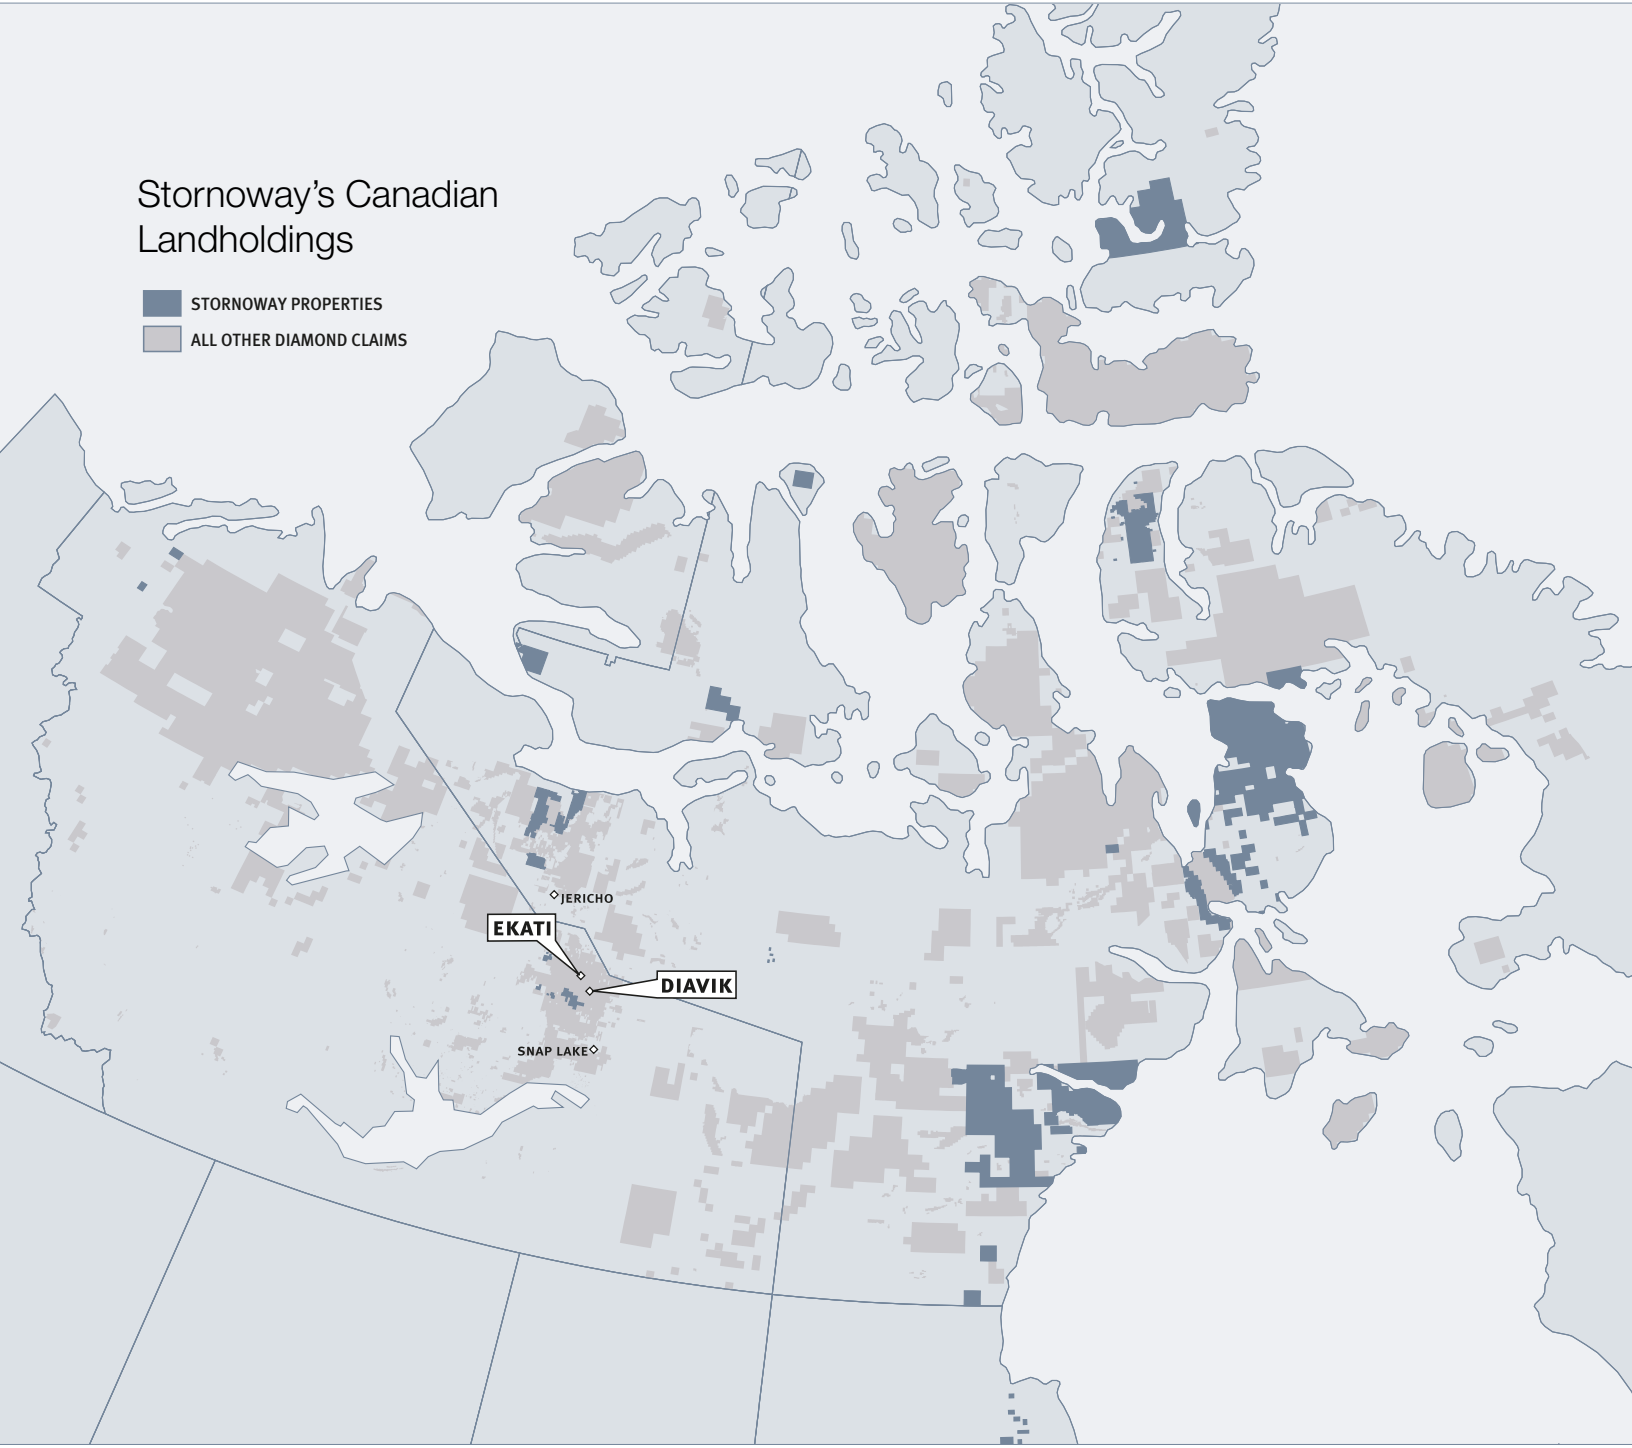 Stornoway’s Canadian
Landholdings
STORNOWAY PROPERTIES
ALL OTHER DIAMOND CLAIMS
JERICHO
EKATI
DIAVIK
SNAP LAKE